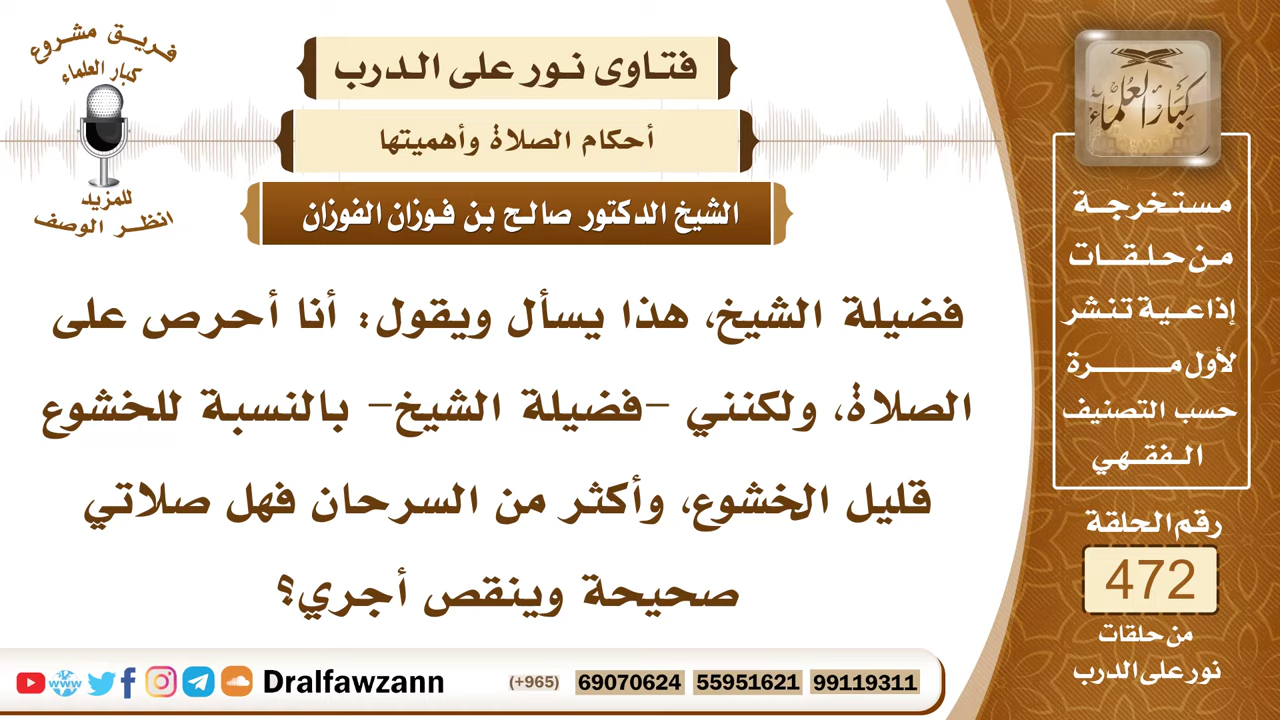 فريق مشروع
كبار العلماء
للمزيد
انظر الوصف
فتاوى نور على الدرب
أحكام الصلاة وأهميتها
الشيخ الدكتور صالح بن فوزان الفوزان
فضيلة الشيخ، هذا يسأل ويقول: أنا أحرص على
الصلاة، ولكنني -فضيلة الشيخ- بالنسبة للخشوع
قليل الخشوع، وأكثر من السرحان فهل صلاتي
صحيحة وينقص أجري؟
كبار العلماء
مستخرجة
من حلقات
إذاعية تنشر
لأول مرة
حسب التصنيف
الفقهي
رقم الحلقة
472
من حلقات
نور على الدرب
www Dralfawzann (+965) 69070624 55951621 99119311